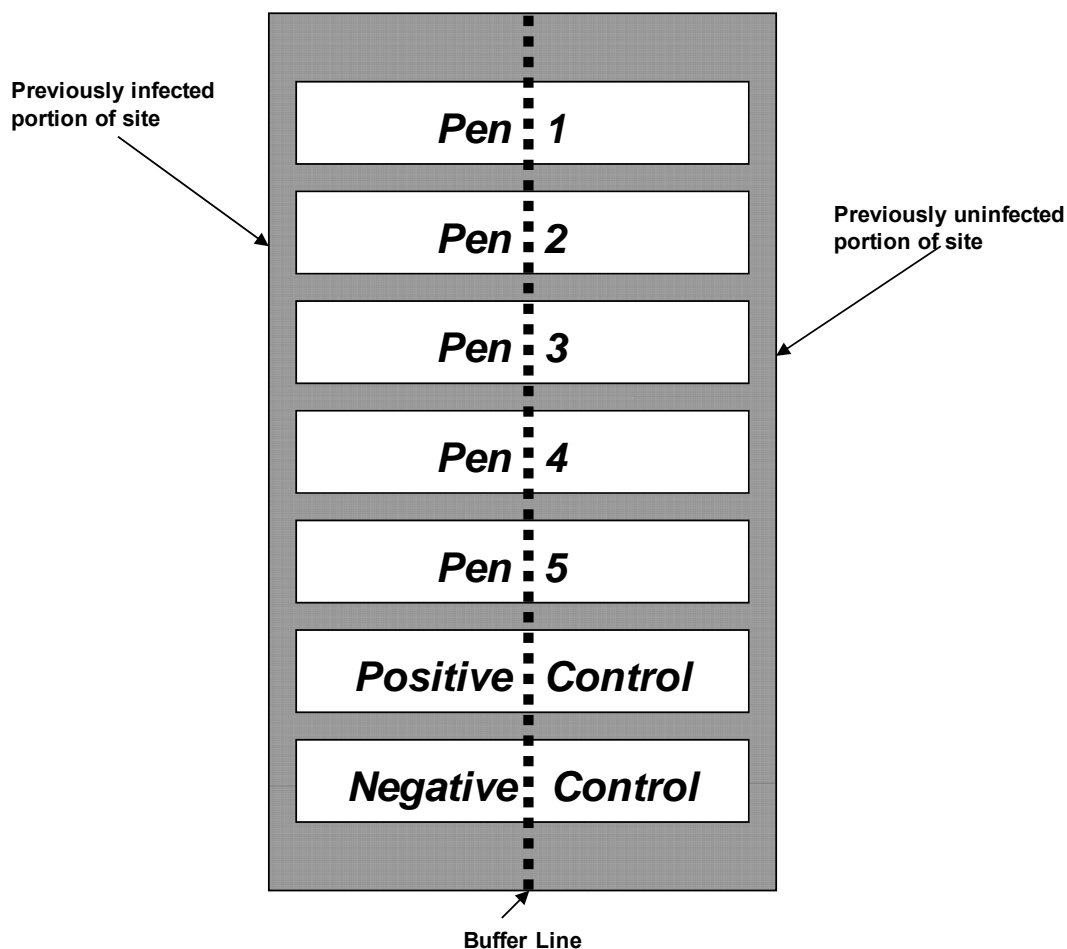 Previously infected
portion of site
Pen 1
Previously uninfected
portion of site
Pen 2
Pen 3
Pen 4
Pen 5
Positive Control
Negative Control
Buffer Line